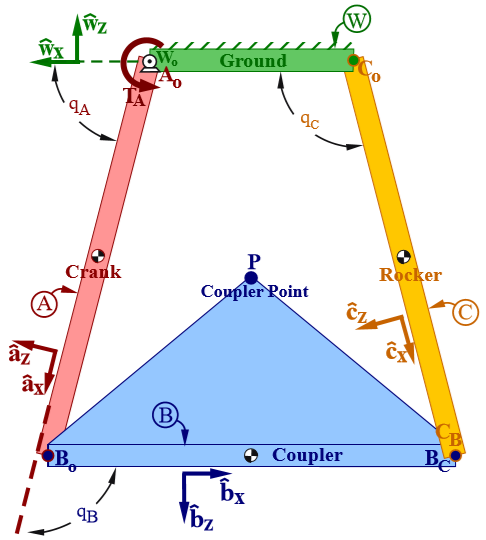 ŵz
W
ŵx
Wo
Ground
Ao
Co
TA
qA
qC
P
Crank
Rocker
Coupler Point
A
ĉz
C
âz
ĉx
âx
B
CB
Bo
Coupler
BC
b̂x
qB
b̂z